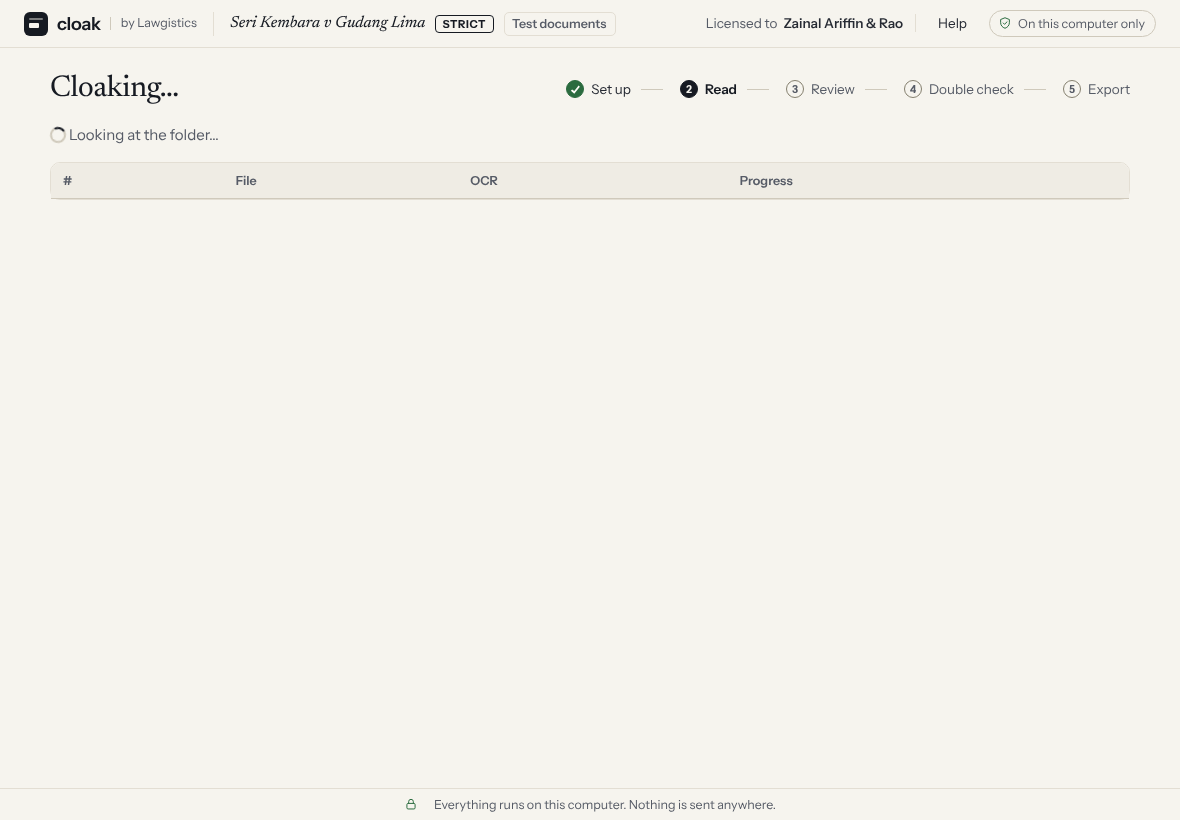 cloak by Lawgistics Seri Kembara v Gudang Lima STRICT Test documents Licensed to Zainal Ariffin & Rao Help On this computer only
Cloaking...
Set up 2 Read 3 Review 4 Double check 5 Export
Looking at the folder...
# File OCR Progress
Everything runs on this computer. Nothing is sent anywhere.